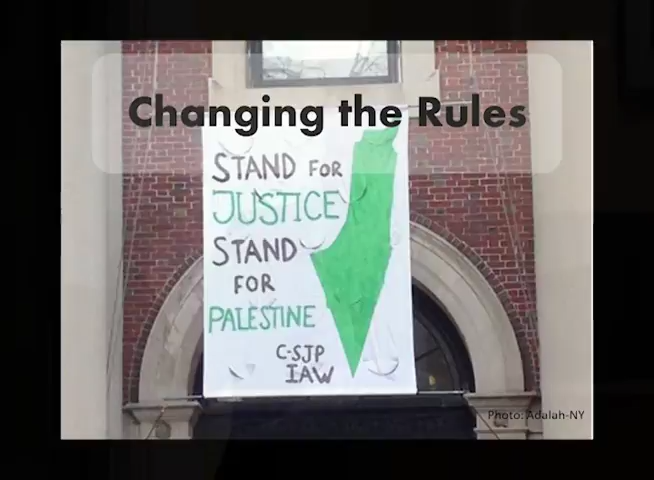 Changing the Rules
STAND FOR
JUSTICE
STAND
FOR
PALESTINE
C-SJP
IAW
Photo: Adalah-NY